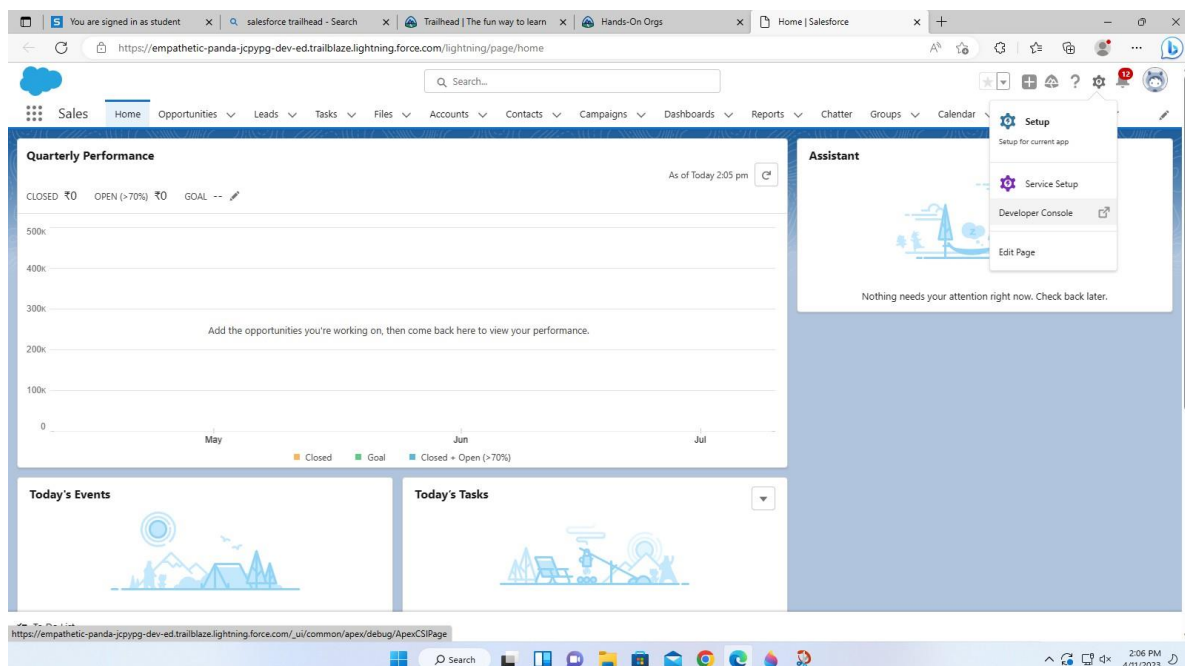 You are signed in as student
salesforce trailhead - Search
Trailhead | The fun way to learn
Hands-On Orgs
Home | Salesforce
https://empathetic-panda-jcpypg-dev-ed.trailblaze.lightning.force.com/lightning/page/home
Search...
12
Sales Home Opportunities Leads Tasks Files Accounts Contacts Campaigns Dashboards Reports Chatter Groups Calendar
Setup
Setup for current app
Service Setup
Developer Console
Edit Page
Quarterly Performance
As of Today 2:05 pm
CLOSED ₹0 OPEN (>70%) ₹0 GOAL --
500K
400K
300K
200K
100K
0
Add the opportunities you're working on, then come back here to view your performance.
May Jun Jul
Closed Goal Closed + Open (>70%)
Assistant
Nothing needs your attention right now. Check back later.
Today's Events
Today's Tasks
https://empathetic-panda-jcpypg-dev-ed.trailblaze.lightning.force.com/_ui/common/apex/debug/ApexCSIPage
Search
2:06 PM